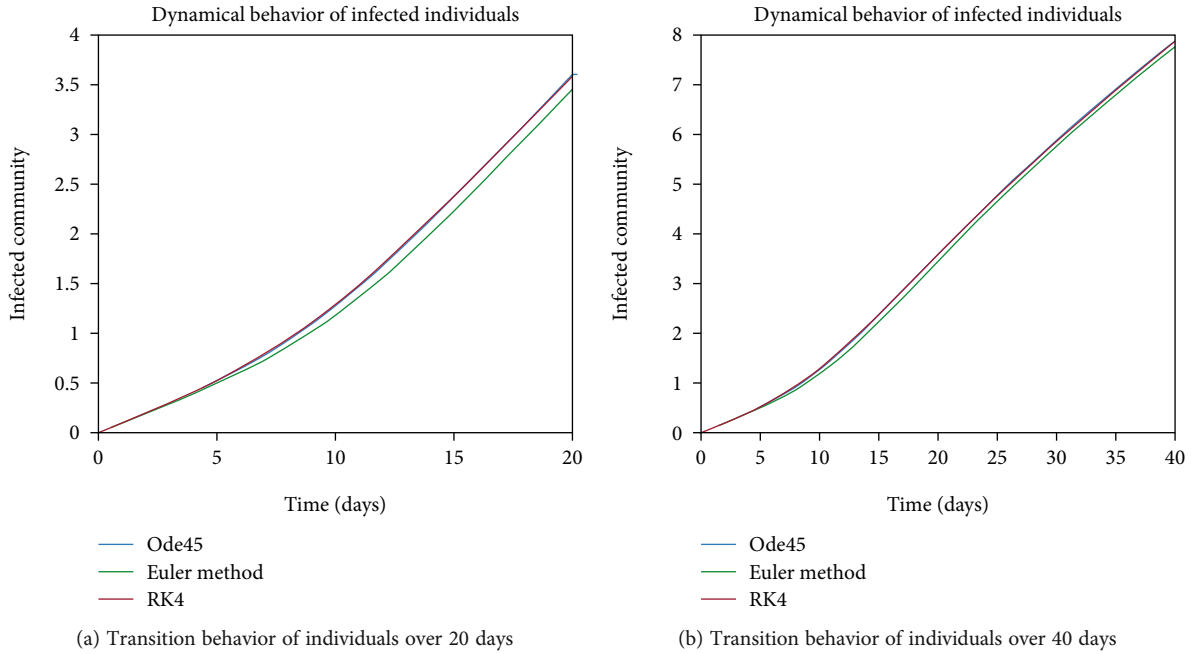 Dynamical behavior of infected individuals
4
3.5
3
2.5
2
1.5
1
0.5
0
Infected community
0 5 10 15 20
Time (days)
Ode45
Euler method
RK4
(a) Transition behavior of individuals over 20 days
Dynamical behavior of infected individuals
8
7
6
5
4
3
2
1
0
Infected community
0 5 10 15 20 25 30 35 40
Time (days)
Ode45
Euler method
RK4
(b) Transition behavior of individuals over 40 days